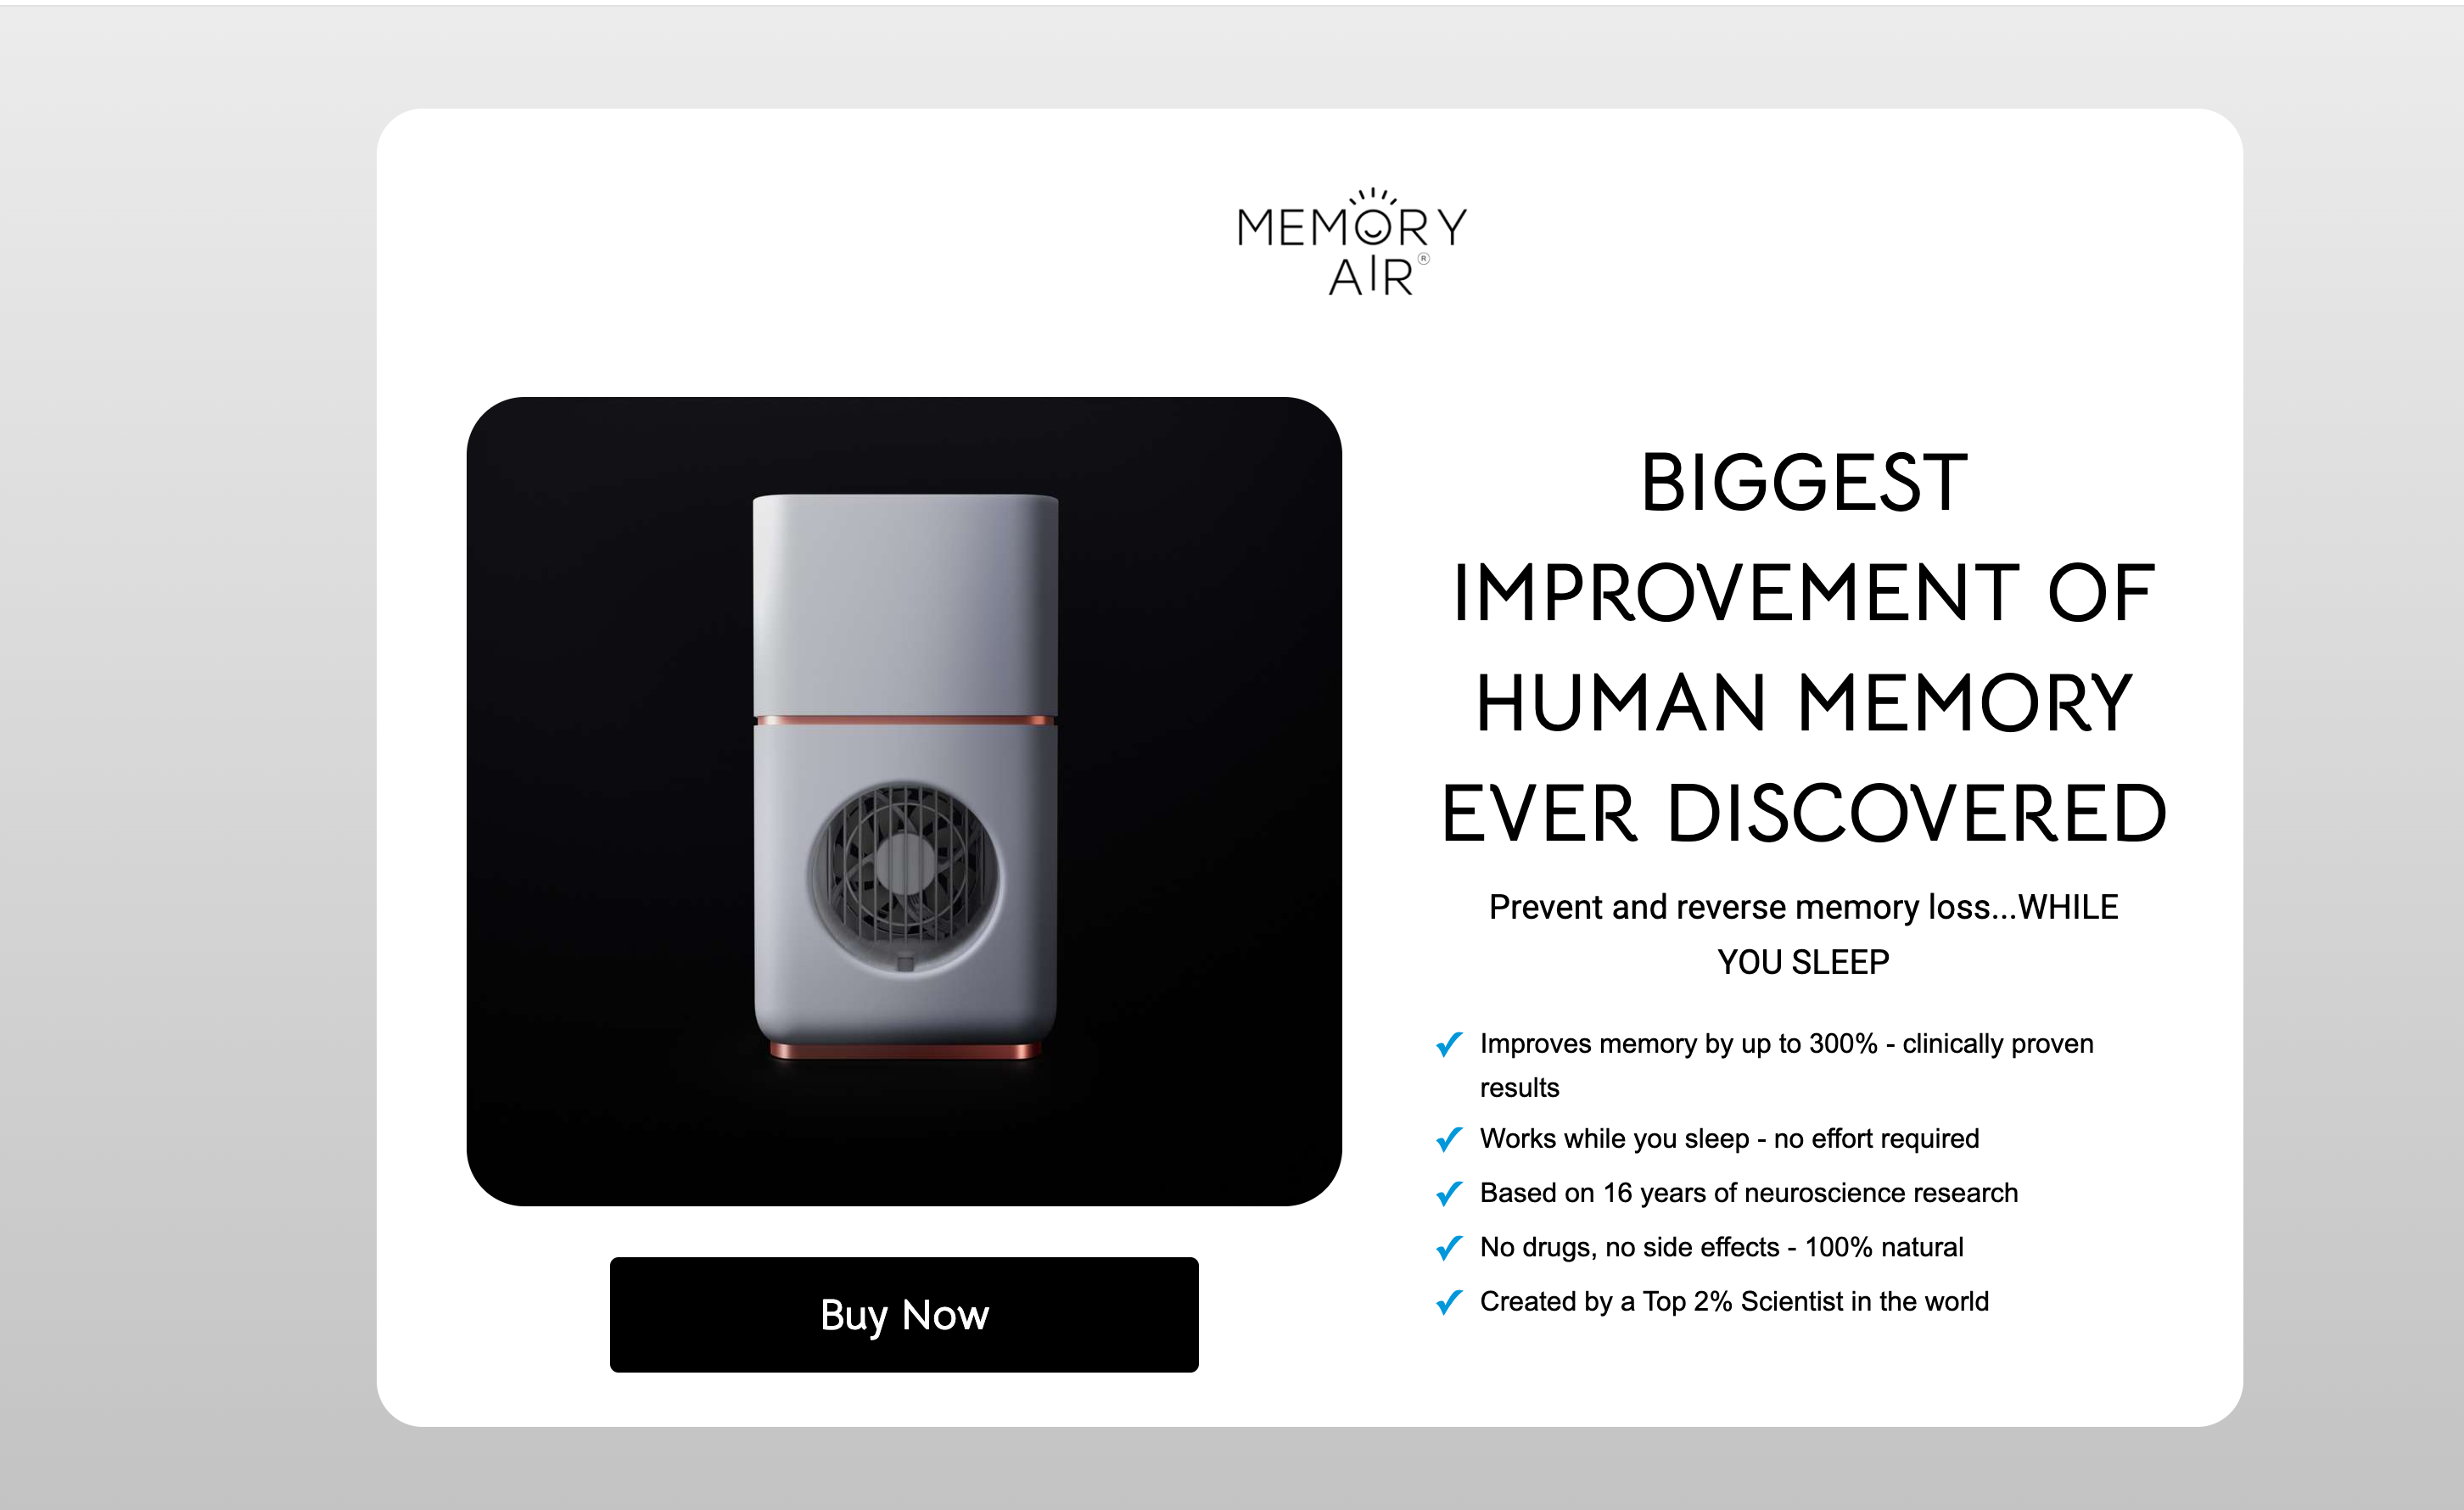 MEMORY
AIR®
BIGGEST
IMPROVEMENT OF
HUMAN MEMORY
EVER DISCOVERED
Prevent and reverse memory loss...WHILE
YOU SLEEP
Improves memory by up to 300% - clinically proven
results
Works while you sleep - no effort required
Based on 16 years of neuroscience research
No drugs, no side effects - 100% natural
Created by a Top 2% Scientist in the world
Buy Now